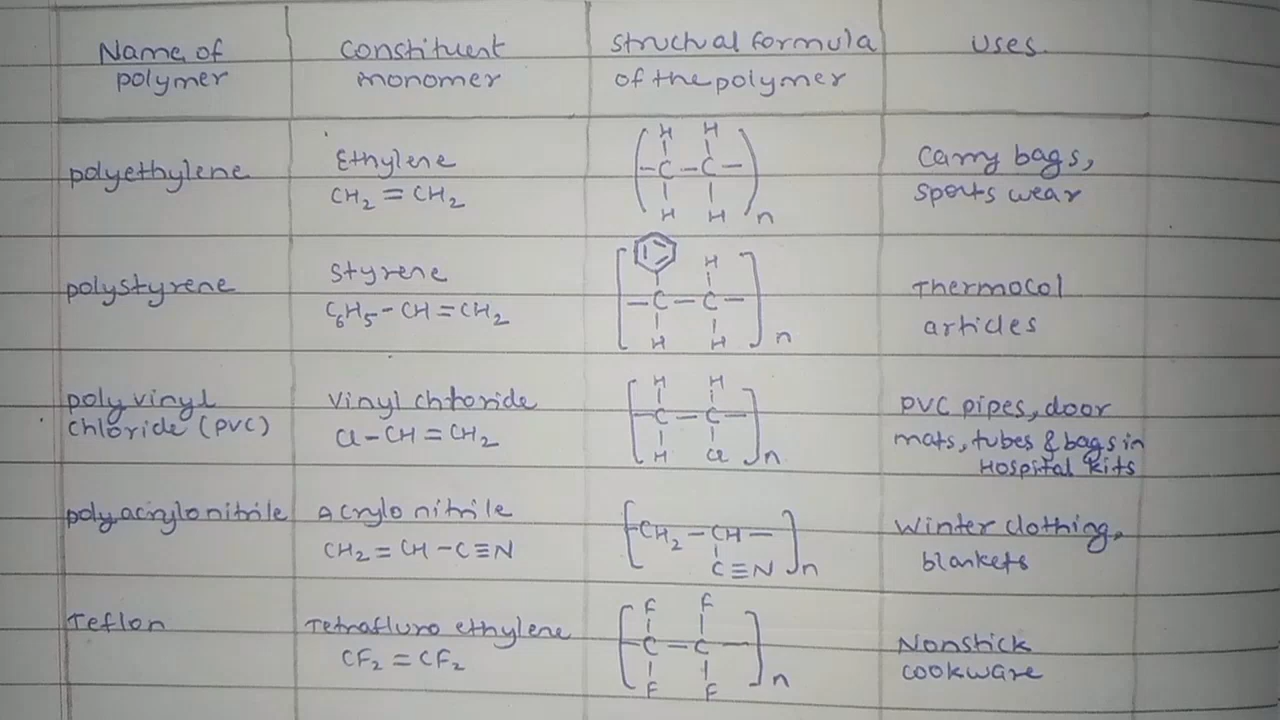 Name of polymer | constituent monomer | structual formula of the polymer | uses.
polyethylene | Ethylene CH2 = CH2 | ( H H -C-C- H H )n | Carry bags, sports wear
polystyrene | styrene C6H5-CH=CH2 | [ H -C-C- H H ]n | Thermocol articles
poly vinyl chloride (PVC) | vinyl chloride Cl-CH=CH2 | [ H H -C-C- H Cl ]n | PVC pipes, door mats, tubes & bags in Hospital kits
polyacrylonitrile | Acrylo nitrile CH2=CH-C≡N | [ CH2-CH- C≡N ]n | winter clothing, blankets
Teflon | Tetrafluro ethylene CF2=CF2 | [ F F -C-C- F F ]n | Nonstick cookware